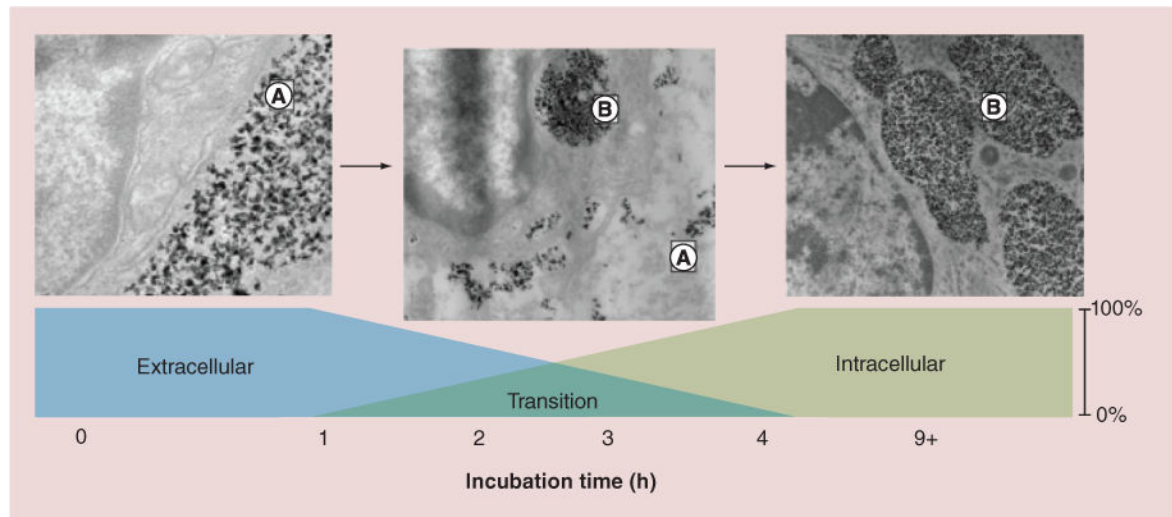 A
B
A
B
Extracellular
Transition
Intracellular
100%
0%
0 1 2 3 4 9+
Incubation time (h)